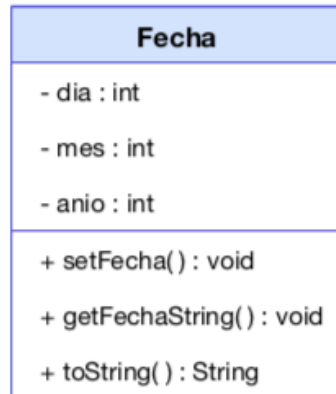 Fecha
- dia : int
- mes : int
- anio : int
+ setFecha() : void
+ getFechaString() : void
+ toString() : String